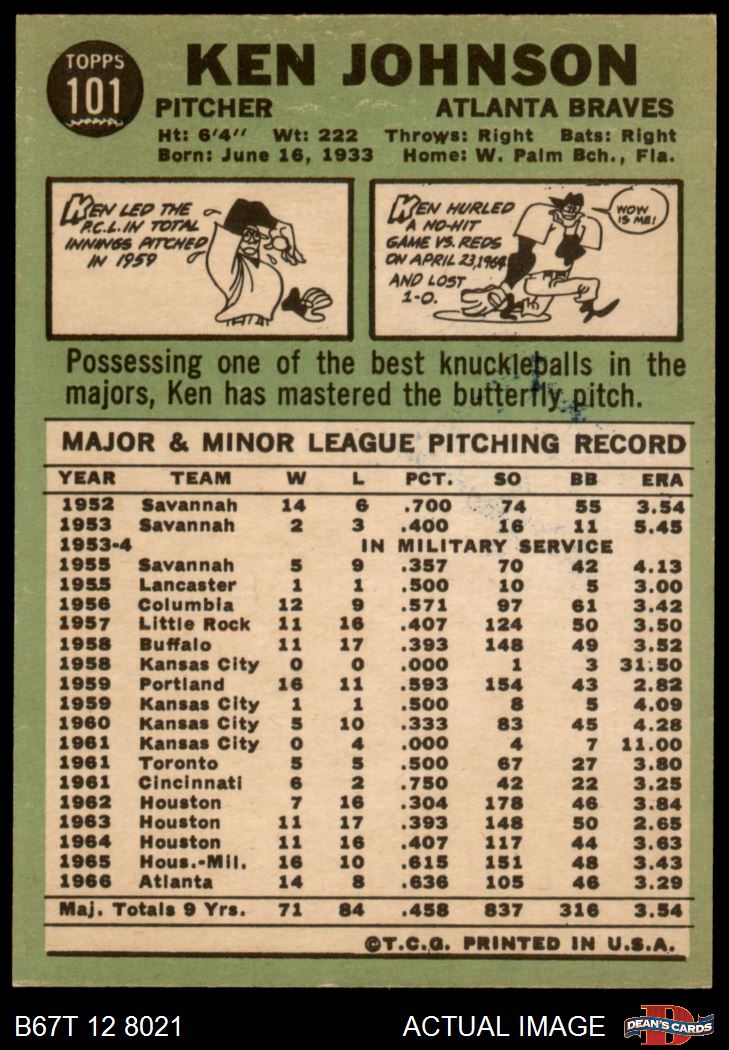 TOPPS
101
KEN JOHNSON
PITCHER ATLANTA BRAVES
Ht: 6'4" Wt: 222 Throws: Right Bats: Right
Born: June 16, 1933 Home: W. Palm Bch., Fla.
KEN LED THE
P.C.L. IN TOTAL
INNINGS PITCHED
IN 1959
KEN HURLED
A NO-HIT
GAME VS. REDS
ON APRIL 23, 1964
AND LOST
1-0.
WOW
IS ME!
Possessing one of the best knuckleballs in the
majors, Ken has mastered the butterfly pitch.
MAJOR & MINOR LEAGUE PITCHING RECORD
YEAR TEAM W L PCT. SO BB ERA
1952 Savannah 14 6 .700 74 55 3.54
1953 Savannah 2 3 .400 16 11 5.45
1953-4 IN MILITARY SERVICE
1955 Savannah 5 9 .357 70 42 4.13
1955 Lancaster 1 1 .500 10 5 3.00
1956 Columbia 12 9 .571 97 61 3.42
1957 Little Rock 11 16 .407 124 50 3.50
1958 Buffalo 11 17 .393 148 49 3.52
1958 Kansas City 0 0 .000 1 3 31.50
1959 Portland 16 11 .593 154 43 2.82
1959 Kansas City 1 1 .500 8 5 4.09
1960 Kansas City 5 10 .333 83 45 4.28
1961 Kansas City 0 4 .000 4 7 11.00
1961 Toronto 5 5 .500 67 27 3.80
1961 Cincinnati 6 2 .750 42 22 3.25
1962 Houston 7 16 .304 178 46 3.84
1963 Houston 11 17 .393 148 50 2.65
1964 Houston 11 16 .407 117 44 3.63
1965 Hous.-Mil. 16 10 .615 151 48 3.43
1966 Atlanta 14 8 .636 105 46 3.29
Maj. Totals 9 Yrs. 71 84 .458 837 316 3.54
©T.C.G. PRINTED IN U.S.A.
B67T 12 8021 ACTUAL IMAGE
D
DEAN'S CARDS